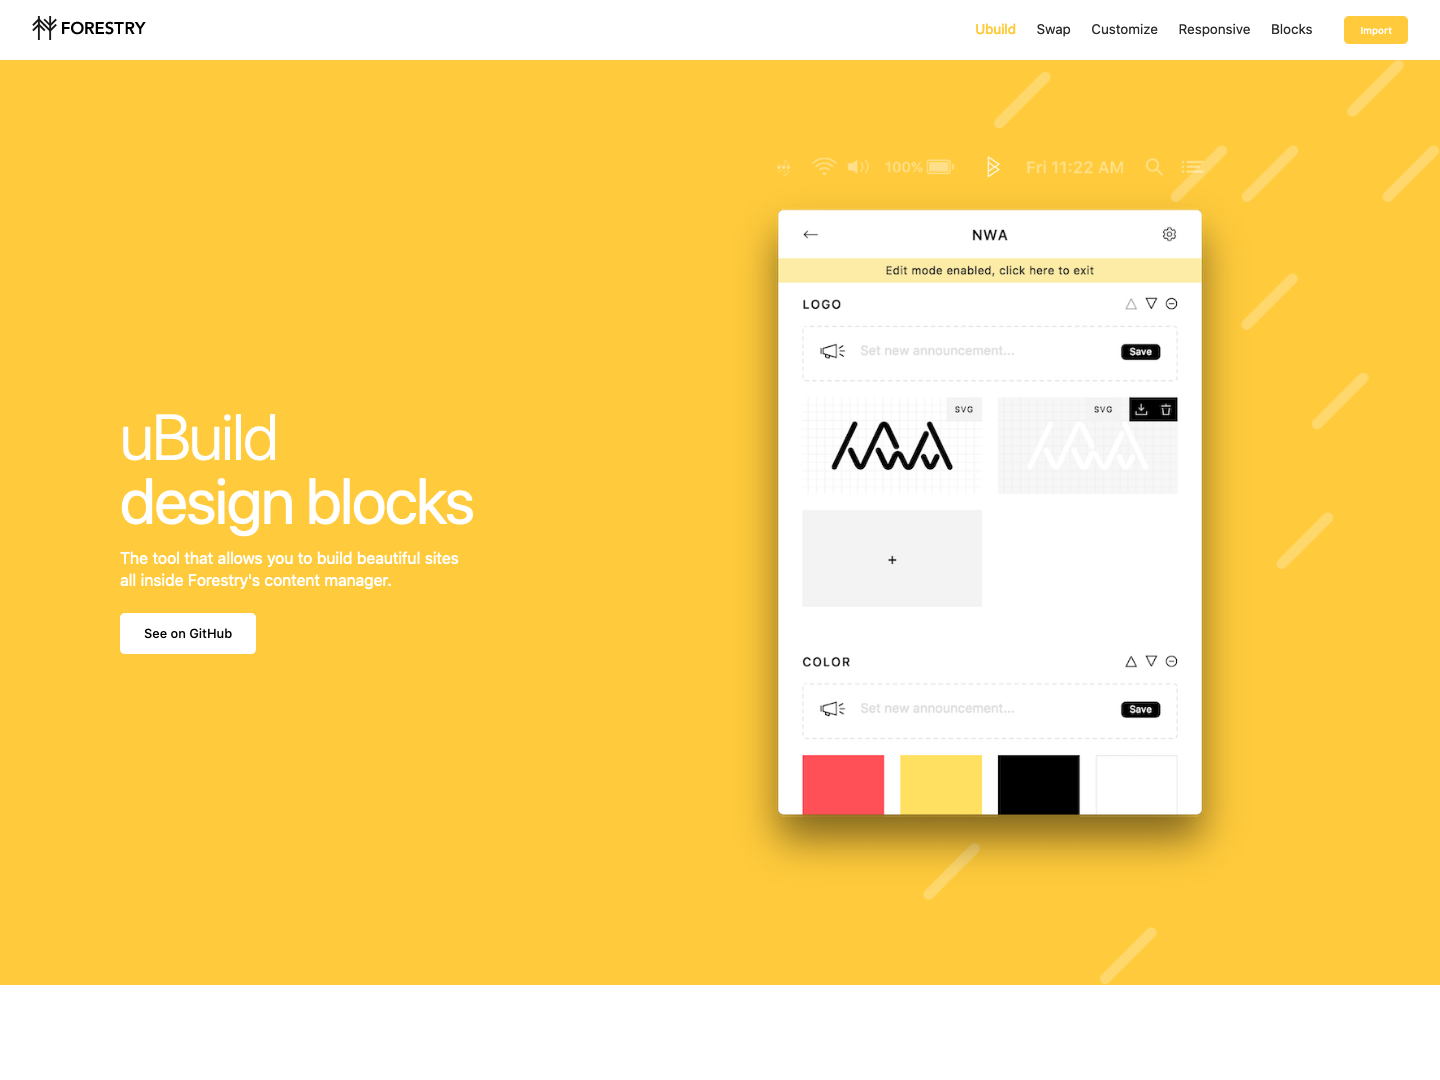 FORESTRY
Ubuild Swap Customize Responsive Blocks Import
100% Fri 11:22 AM
NWA
Edit mode enabled, click here to exit
LOGO
Set new announcement... Save
SVG SVG
+
uBuild
design blocks
The tool that allows you to build beautiful sites
all inside Forestry's content manager.
See on GitHub
COLOR
Set new announcement... Save